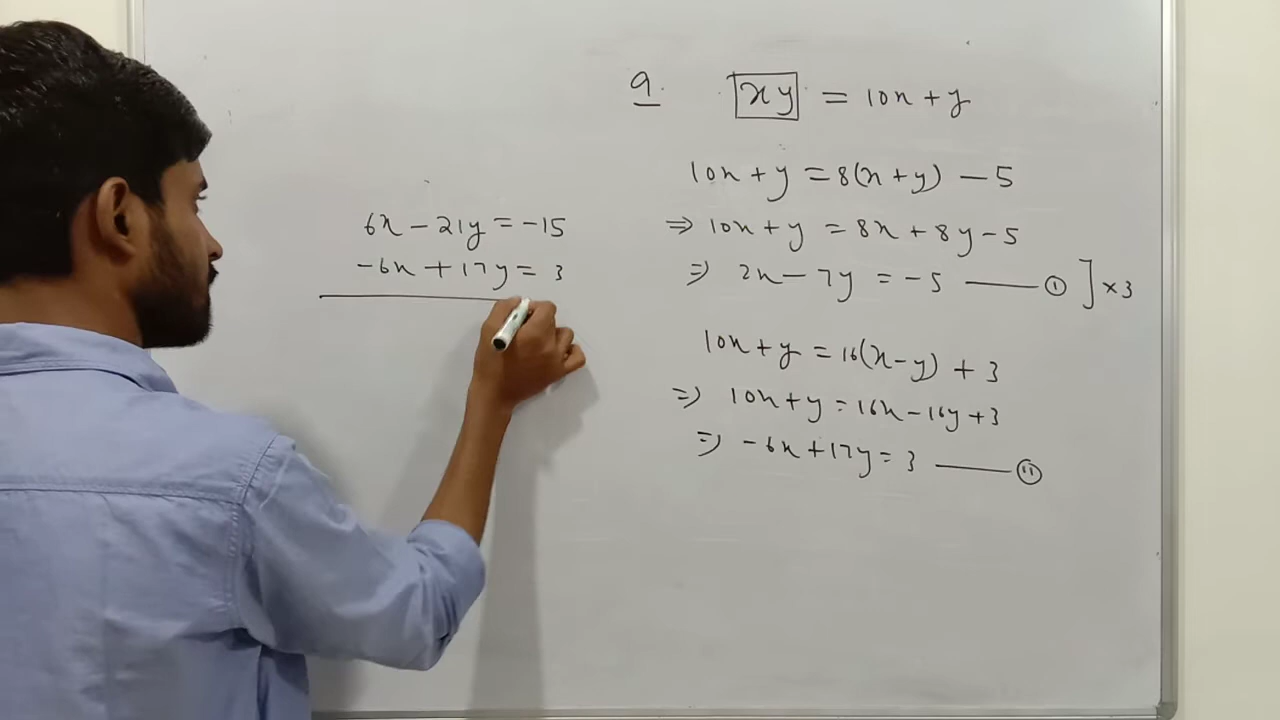 9. xy = 10x + y
10x + y = 8(x + y) - 5
⇒ 10x + y = 8x + 8y - 5
⇒ 2x - 7y = -5 —— ① ] × 3
10x + y = 16(x - y) + 3
⇒ 10x + y = 16x - 16y + 3
⇒ -6x + 17y = 3 —— ⑪
6x - 21y = -15
-6x + 17y = 3